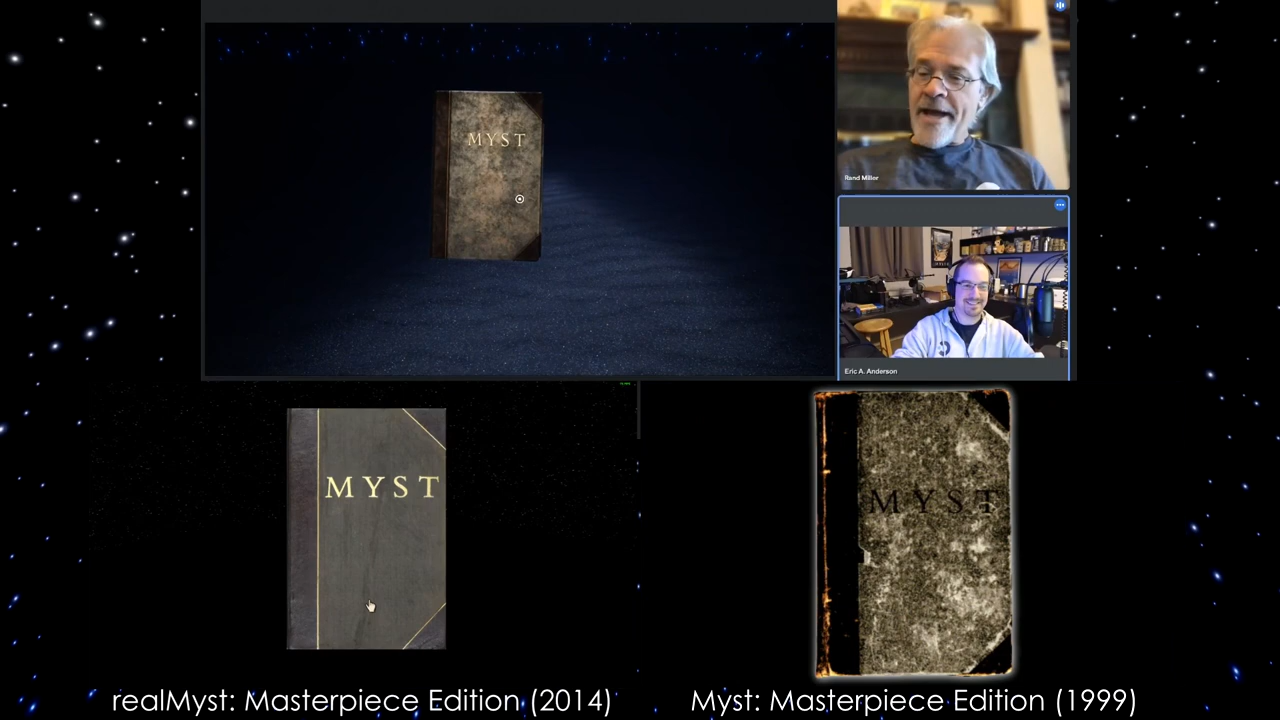 MYST
Rand Miller
Eric A. Anderson
MYST
MYST
realMyst: Masterpiece Edition (2014)
Myst: Masterpiece Edition (1999)